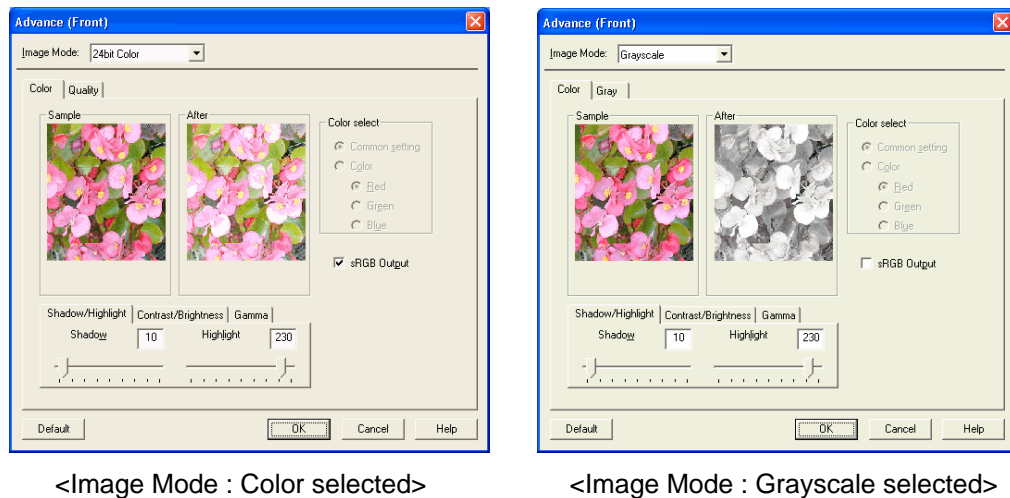 Advance (Front)
Image Mode: 24bit Color
Color Quality
Sample After
Color select
Common setting
Color
Red
Green
Blue
sRGB Output
Shadow/Highlight Contrast/Brightness Gamma
Shadow 10 Highlight 230
Default OK Cancel Help
<Image Mode : Color selected>
Advance (Front)
Image Mode: Grayscale
Color Gray
Sample After
Color select
Common setting
Color
Red
Green
Blue
sRGB Output
Shadow/Highlight Contrast/Brightness Gamma
Shadow 10 Highlight 230
Default OK Cancel Help
<Image Mode : Grayscale selected>